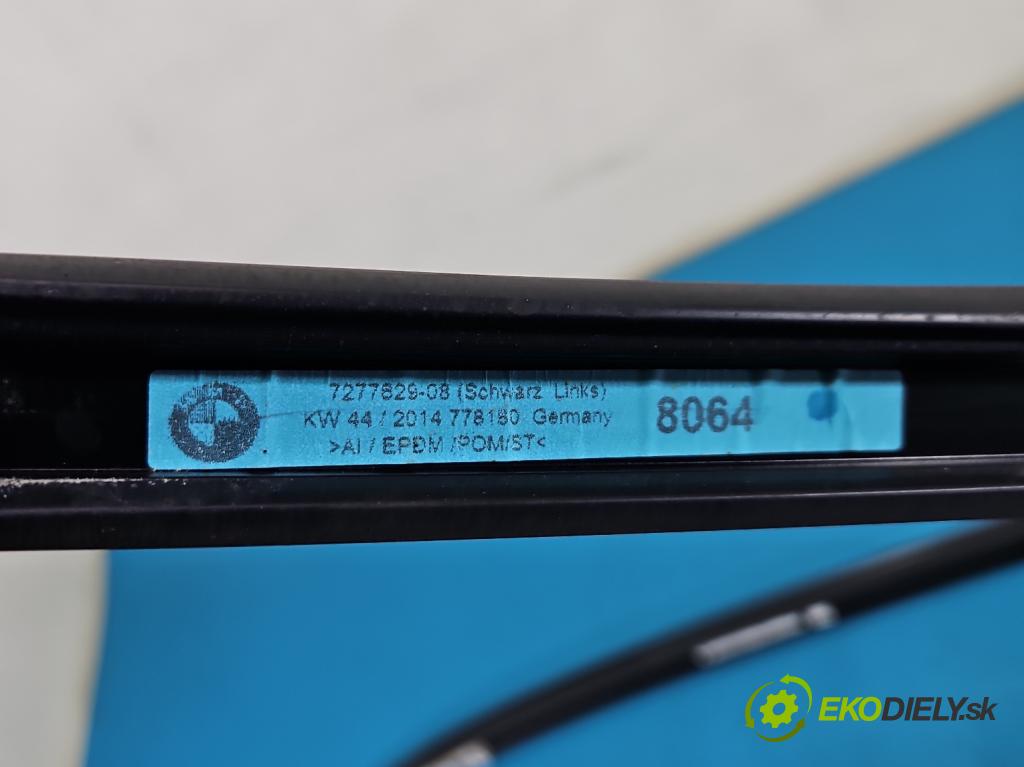 7277829-08 (Schwarz Links)
KW 44 / 2014 778180 Germany
>Al / EPDM /POM/ST<
8064
EKODIELY.sk